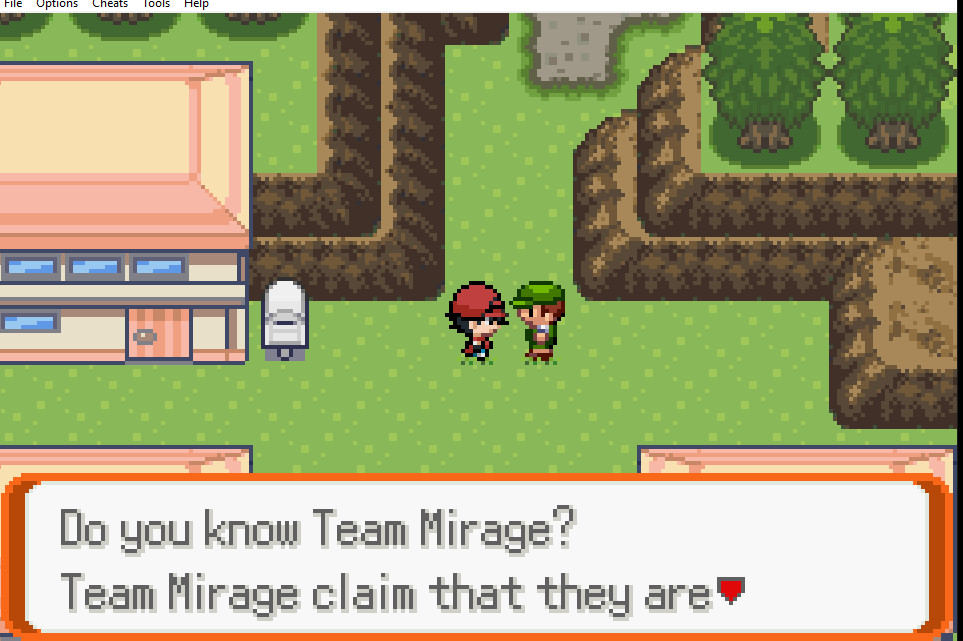 File Options Cheats Tools Help
Do you know Team Mirage?
Team Mirage claim that they are